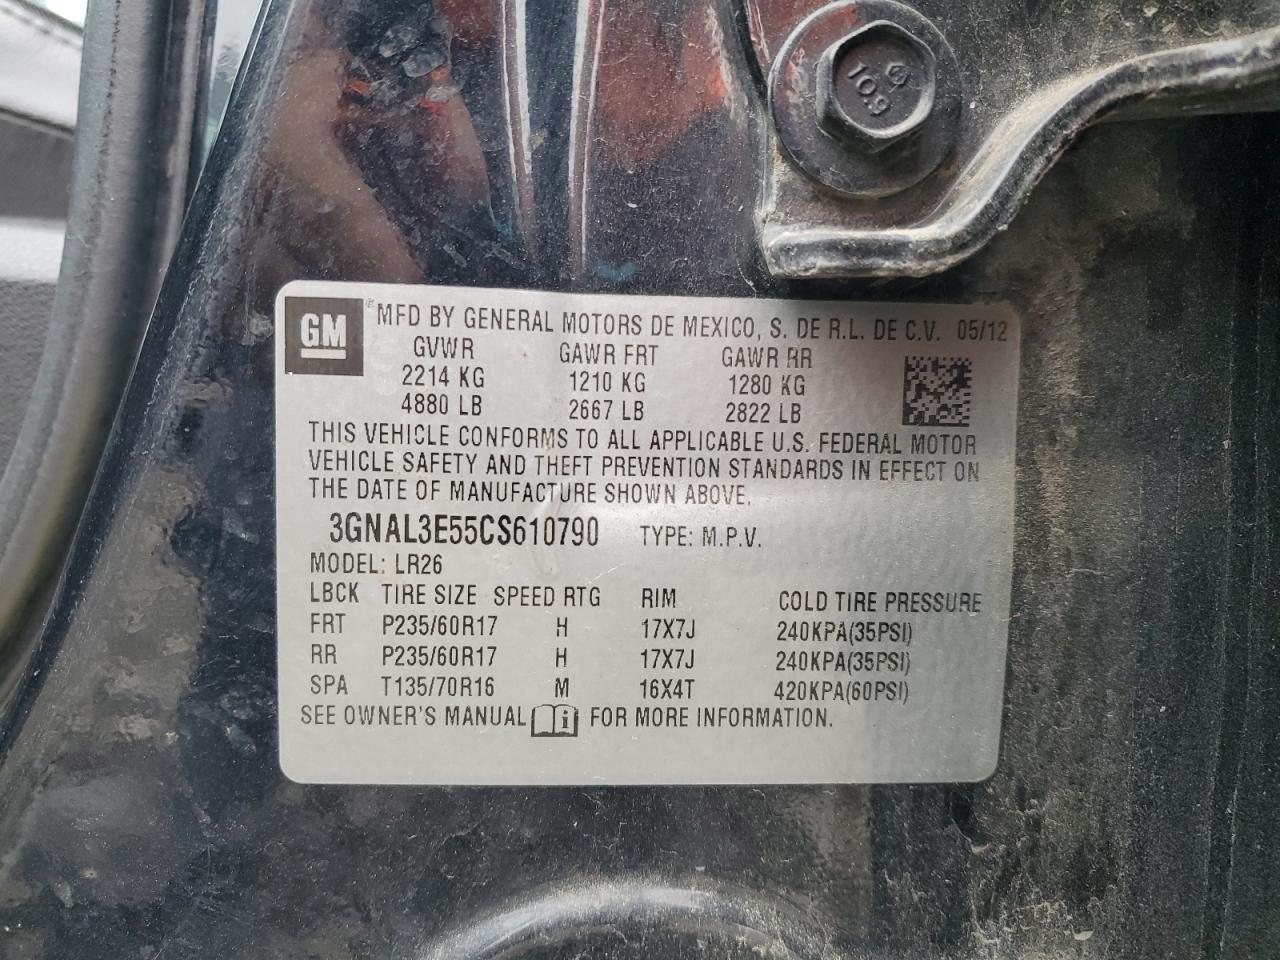 10.9
GM ® MFD BY GENERAL MOTORS DE MEXICO, S. DE R.L. DE C.V. 05/12
GVWR GAWR FRT GAWR RR
2214 KG 1210 KG 1280 KG
4880 LB 2667 LB 2822 LB
THIS VEHICLE CONFORMS TO ALL APPLICABLE U.S. FEDERAL MOTOR
VEHICLE SAFETY AND THEFT PREVENTION STANDARDS IN EFFECT ON
THE DATE OF MANUFACTURE SHOWN ABOVE.
3GNAL3E55CS610790 TYPE: M.P.V.
MODEL: LR26
LBCK TIRE SIZE SPEED RTG RIM COLD TIRE PRESSURE
FRT P235/60R17 H 17X7J 240KPA(35PSI)
RR P235/60R17 H 17X7J 240KPA(35PSI)
SPA T135/70R16 M 16X4T 420KPA(60PSI)
SEE OWNER'S MANUAL i FOR MORE INFORMATION.